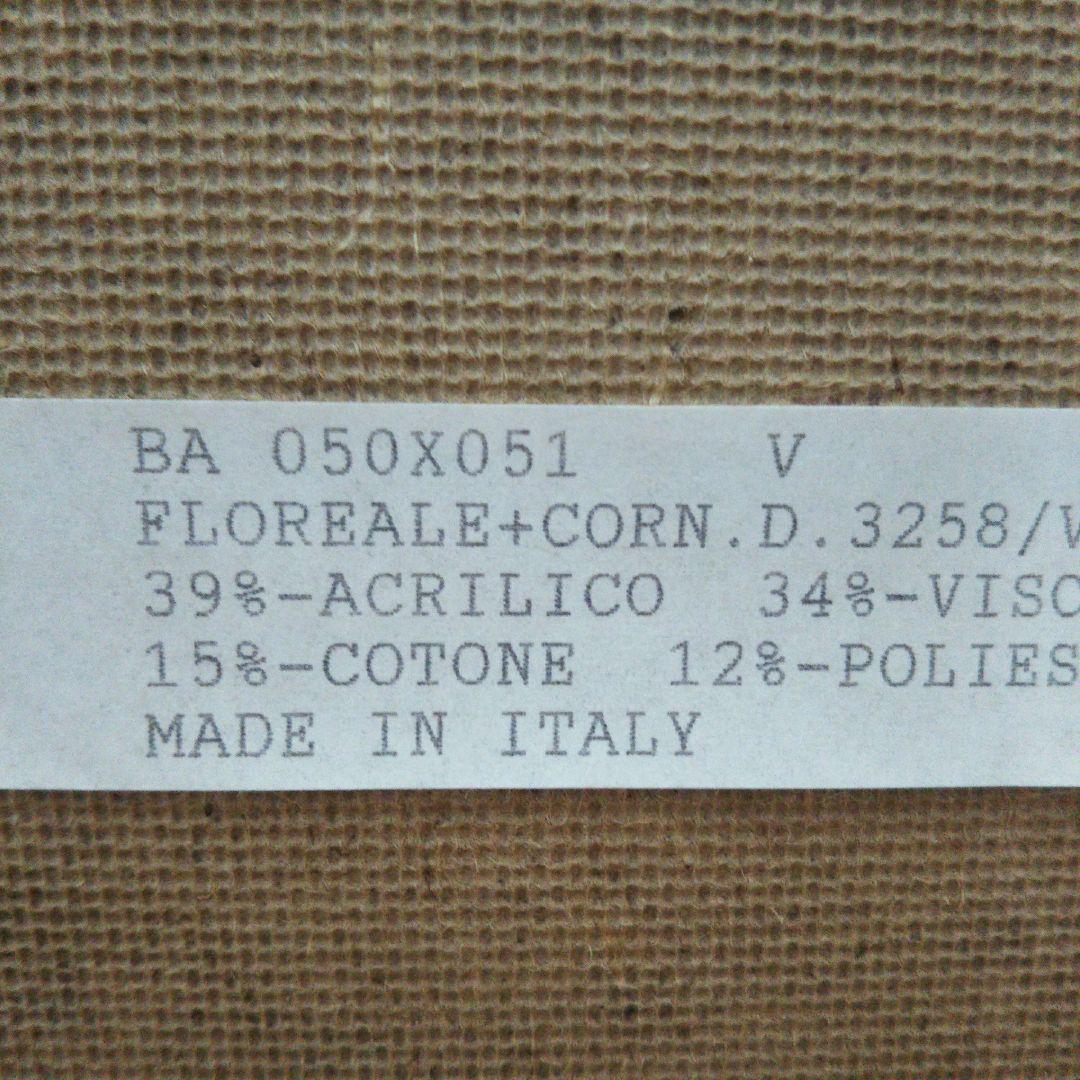 BA 050X051 V
FLOREALE+CORN.D.3258/V
39%-ACRILICO 34%-VISC
15%-COTONE 12%-POLIES
MADE IN ITALY